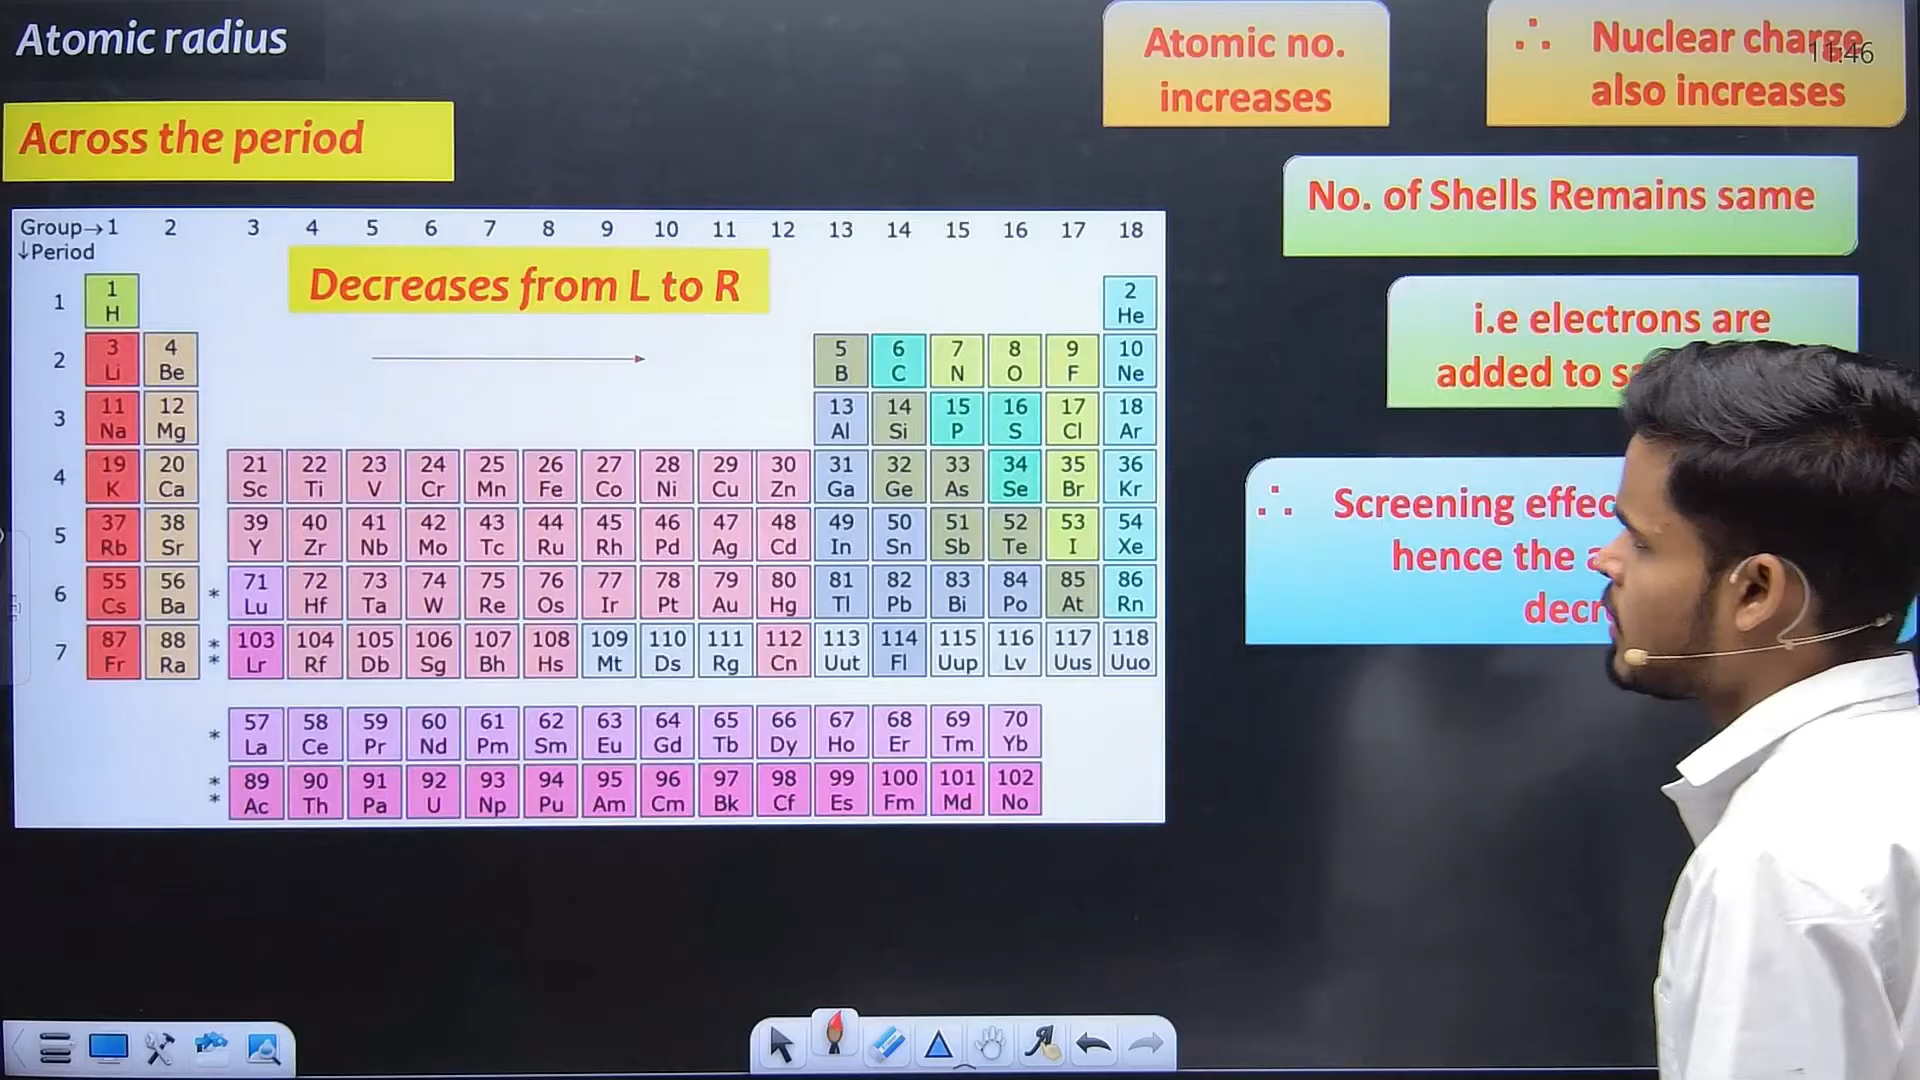 Atomic radius
Atomic no.
increases
∴ Nuclear charge
also increases
11:46
Across the period
No. of Shells Remains same
Group→ 1 2 3 4 5 6 7 8 9 10 11 12 13 14 15 16 17 18
↓Period
Decreases from L to R
i.e electrons are
added to
1 1 2
H He
2 3 4 5 6 7 8 9 10
Li Be B C N O F Ne
3 11 12 13 14 15 16 17 18
Na Mg Al Si P S Cl Ar
4 19 20 21 22 23 24 25 26 27 28 29 30 31 32 33 34 35 36
K Ca Sc Ti V Cr Mn Fe Co Ni Cu Zn Ga Ge As Se Br Kr
5 37 38 39 40 41 42 43 44 45 46 47 48 49 50 51 52 53 54
Rb Sr Y Zr Nb Mo Tc Ru Rh Pd Ag Cd In Sn Sb Te I Xe
6 55 56 * 71 72 73 74 75 76 77 78 79 80 81 82 83 84 85 86
Cs Ba Lu Hf Ta W Re Os Ir Pt Au Hg Tl Pb Bi Po At Rn
7 87 88 * 103 104 105 106 107 108 109 110 111 112 113 114 115 116 117 118
Fr Ra * Lr Rf Db Sg Bh Hs Mt Ds Rg Cn Uut Fl Uup Lv Uus Uuo
* 57 58 59 60 61 62 63 64 65 66 67 68 69 70
La Ce Pr Nd Pm Sm Eu Gd Tb Dy Ho Er Tm Yb
* 89 90 91 92 93 94 95 96 97 98 99 100 101 102
* Ac Th Pa U Np Pu Am Cm Bk Cf Es Fm Md No
∴ Screening
hence the